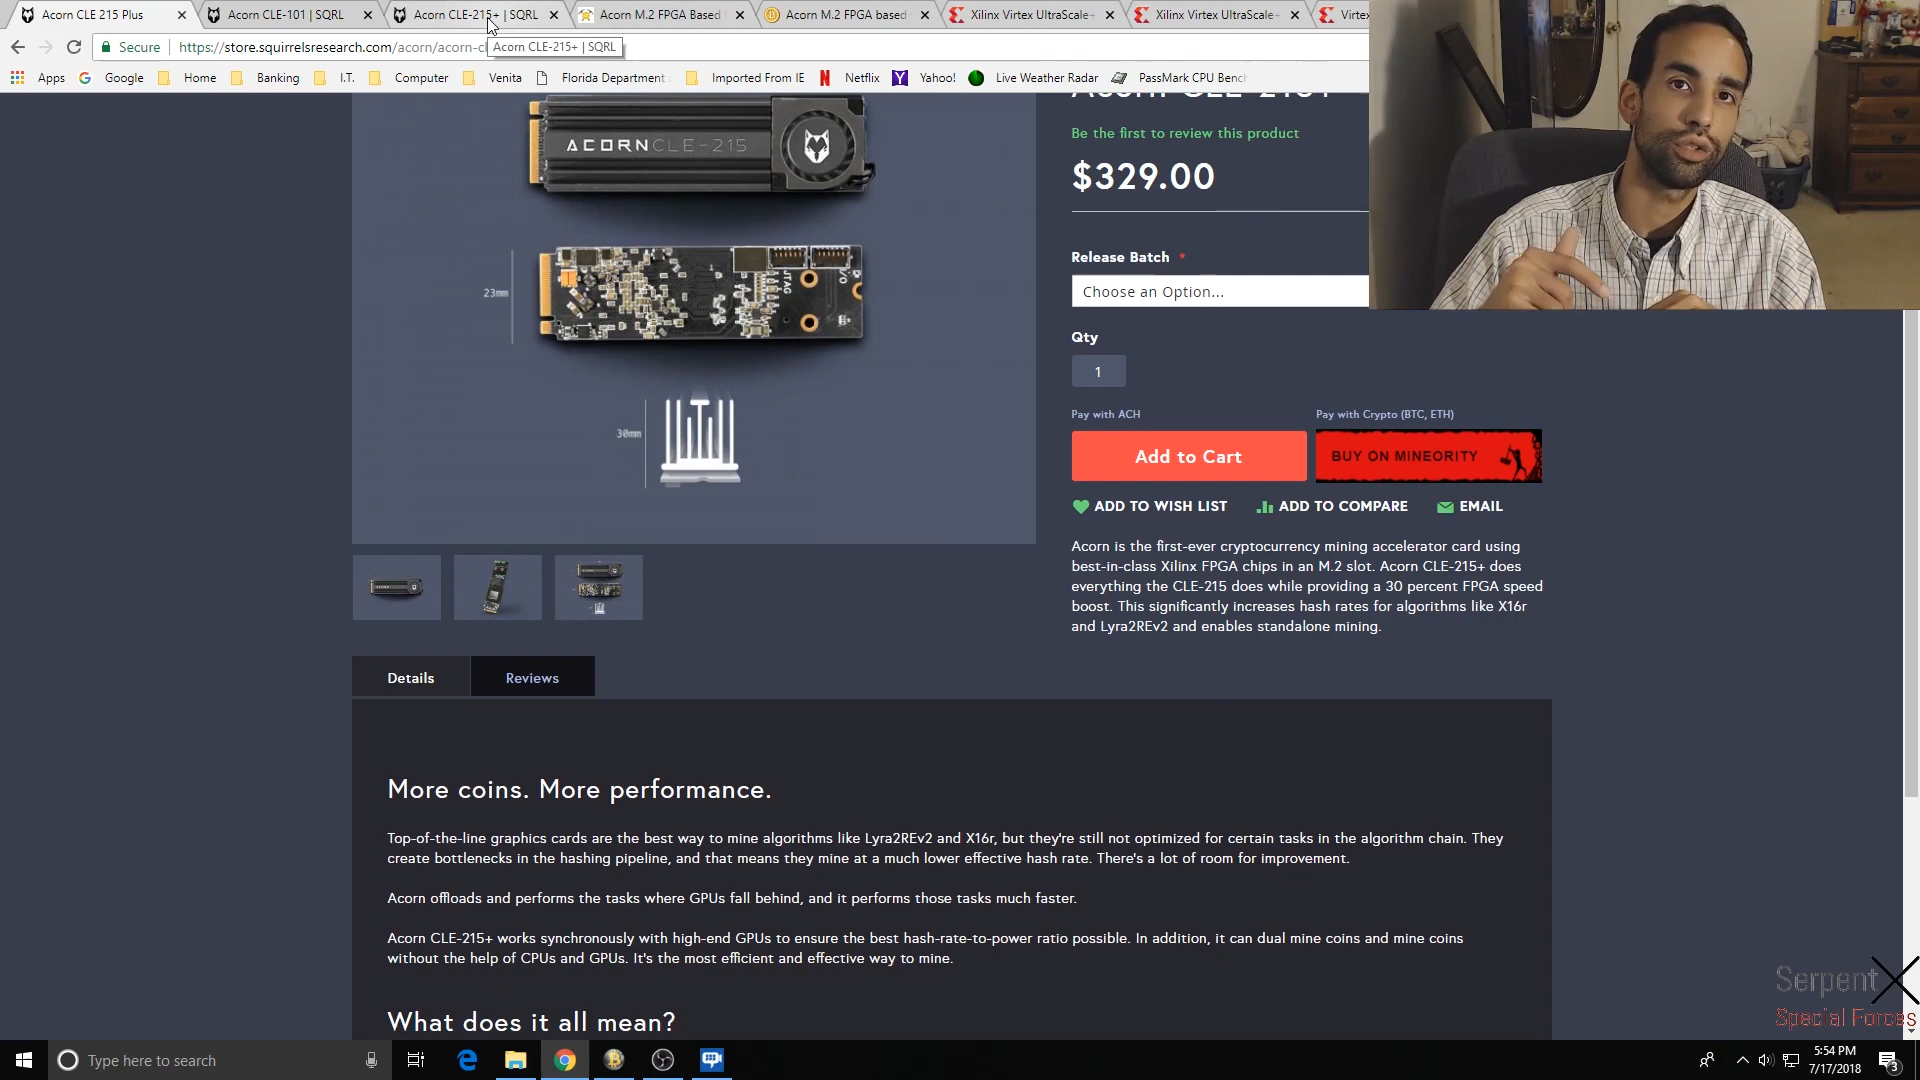 Acorn CLE 215 Plus
Acorn CLE-101 | SQRL
Acorn CLE-215+ | SQRL
Acorn M.2 FPGA Based
Acorn M.2 FPGA based
Xilinx Virtex UltraScale+
Xilinx Virtex UltraScale+
Virtex
Secure
https://store.squirrelsresearch.com/acorn/acorn-cl
Acorn CLE-215+ | SQRL
Apps
Google
Home
Banking
I.T.
Computer
Venita
Florida Department
Imported From IE
Netflix
Yahoo!
Live Weather Radar
PassMark CPU Bench
ACORN CLE-215
JTAG
I/O
23mm
30mm
Acorn CLE-215+
Be the first to review this product
$329.00
Release Batch *
Choose an Option...
Qty
1
Pay with ACH
Pay with Crypto (BTC, ETH)
Add to Cart
BUY ON MINEORITY
ADD TO WISH LIST
ADD TO COMPARE
EMAIL
Acorn is the first-ever cryptocurrency mining accelerator card using
best-in-class Xilinx FPGA chips in an M.2 slot. Acorn CLE-215+ does
everything the CLE-215 does while providing a 30 percent FPGA speed
boost. This significantly increases hash rates for algorithms like X16r
and Lyra2REv2 and enables standalone mining.
Details
Reviews
More coins. More performance.
Top-of-the-line graphics cards are the best way to mine algorithms like Lyra2REv2 and X16r, but they're still not optimized for certain tasks in the algorithm chain. They
create bottlenecks in the hashing pipeline, and that means they mine at a much lower effective hash rate. There's a lot of room for improvement.
Acorn offloads and performs the tasks where GPUs fall behind, and it performs those tasks much faster.
Acorn CLE-215+ works synchronously with high-end GPUs to ensure the best hash-rate-to-power ratio possible. In addition, it can dual mine coins and mine coins
without the help of CPUs and GPUs. It's the most efficient and effective way to mine.
What does it all mean?
Serpent X
Special Forces
Type here to search
5:54 PM
7/17/2018
3